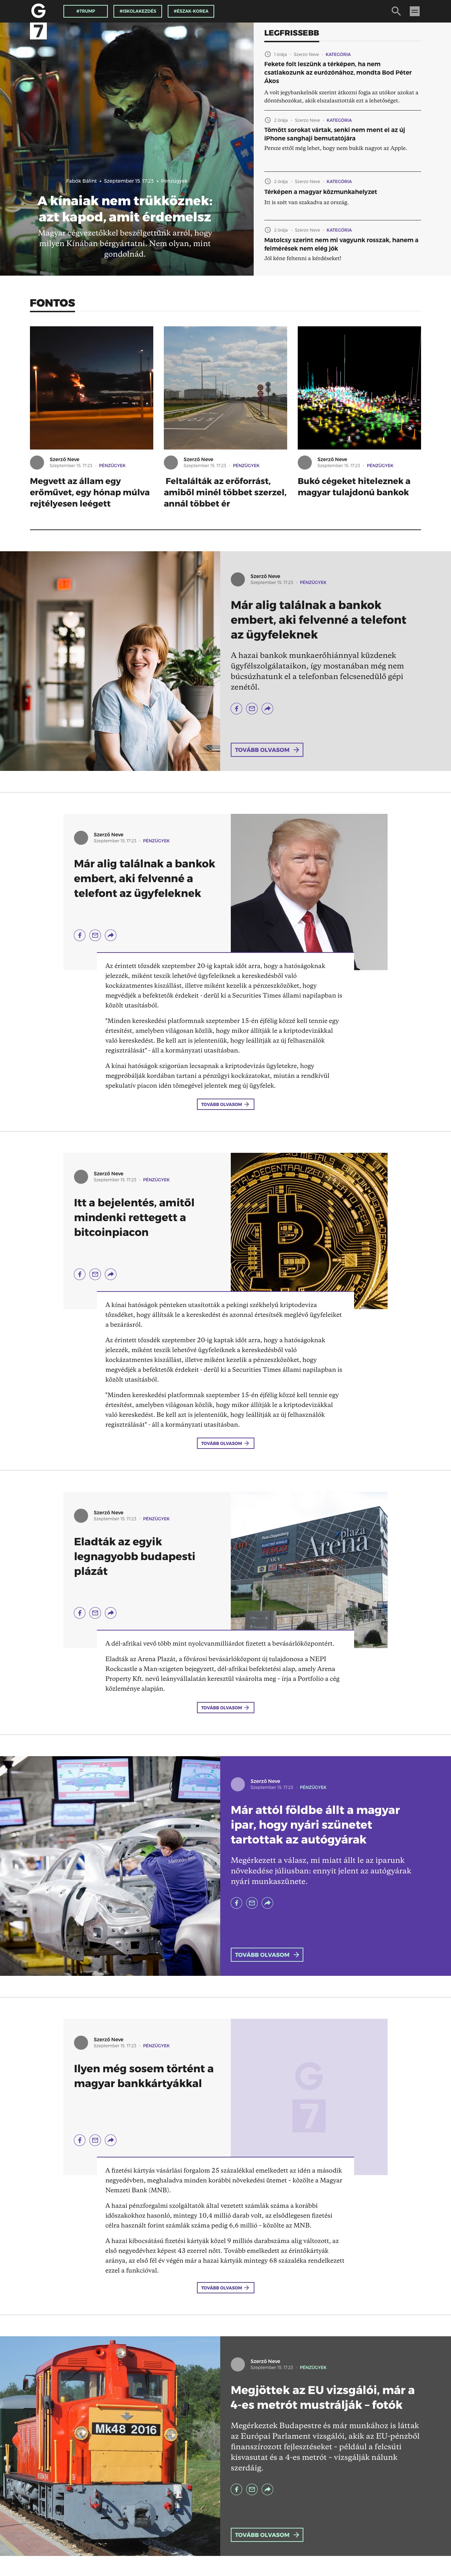 G
7
#TRUMP
#ISKOLAKEZDÉS
#ÉSZAK-KOREA
Fabók Bálint • Szeptember 15. 17:23 • Pénzügyek
A kínaiak nem trükköznek:
azt kapod, amit érdemelsz
Magyar cégvezetőkkel beszélgettünk arról, hogy
milyen Kínában bérgyártatni. Nem olyan, mint
gondolnád.
LEGFRISSEBB
1 órája - Szerző Neve - KATEGÓRIA
Fekete folt leszünk a térképen, ha nem
csatlakozunk az eurózónához, mondta Bod Péter
Ákos
A volt jegybankelnök szerint átkozni fogja az utókor azokat a
döntéshozókat, akik elszalasztották ezt a lehetőséget.
2 órája - Szerző Neve - KATEGÓRIA
Tömött sorokat vártak, senki nem ment el az új
iPhone sanghaji bemutatójára
Persze ettől még lehet, hogy nem bukik nagyot az Apple.
2 órája - Szerző Neve - KATEGÓRIA
Térképen a magyar közmunkahelyzet
Itt is szét van szakadva az ország.
2 órája - Szerző Neve - KATEGÓRIA
Matolcsy szerint nem mi vagyunk rosszak, hanem a
felmérések nem elég jók
Jól kéne feltenni a kérdéseket!
FONTOS
Szerző Neve
Szeptember 15. 17:23 - PÉNZÜGYEK
Megvett az állam egy
erőművet, egy hónap múlva
rejtélyesen leégett
Szerző Neve
Szeptember 15. 17:23 - PÉNZÜGYEK
Feltalálták az erőforrást,
amiből minél többet szerzel,
annál többet ér
Szerző Neve
Szeptember 15. 17:23 - PÉNZÜGYEK
Bukó cégeket hiteleznek a
magyar tulajdonú bankok
Szerző Neve
Szeptember 15. 17:23 - PÉNZÜGYEK
Már alig találnak a bankok
embert, aki felvenné a telefont
az ügyfeleknek
A hazai bankok munkaerőhiánnyal küzdenek
ügyfélszolgálataikon, így mostanában még nem
búcsúzhatunk el a telefonban felcsendülő gépi
zenétől.
TOVÁBB OLVASOM
Szerző Neve
Szeptember 15. 17:23 - PÉNZÜGYEK
Már alig találnak a bankok
embert, aki felvenné a
telefont az ügyfeleknek
Az érintett tőzsdék szeptember 20-ig kaptak időt arra, hogy a hatóságoknak
jelezzék, miként teszik lehetővé ügyfeleiknek a kereskedésből való
kockázatmentes kiszállást, illetve miként kezelik a pénzeszközöket, hogy
megvédjék a befektetők érdekeit - derül ki a Securities Times állami napilapban is
közölt utasításból.
"Minden kereskedési platformnak szeptember 15-én éjfélig közzé kell tennie egy
értesítést, amelyben világosan közlik, hogy mikor állítják le a kriptodevizákkal
való kereskedést. Be kell azt is jelenteniük, hogy leállítják az új felhasználók
regisztrálását" - áll a kormányzati utasításban.
A kínai hatóságok szigorúan lecsapnak a kriptodevizás ügyletekre, hogy
megpróbálják kordában tartani a pénzügyi kockázatokat, miután a rendkívül
spekulatív piacon idén tömegével jelentek meg új ügyfelek.
TOVÁBB OLVASOM
Szerző Neve
Szeptember 15. 17:23 - PÉNZÜGYEK
Itt a bejelentés, amitől
mindenki rettegett a
bitcoinpiacon
A kínai hatóságok pénteken utasították a pekingi székhelyű kriptodeviza
tőzsdéket, hogy állítsák le a kereskedést és azonnal értesítsék meglévő ügyfeleiket
a bezárásról.
Az érintett tőzsdék szeptember 20-ig kaptak időt arra, hogy a hatóságoknak
jelezzék, miként teszik lehetővé ügyfeleiknek a kereskedésből való
kockázatmentes kiszállást, illetve miként kezelik a pénzeszközöket, hogy
megvédjék a befektetők érdekeit - derül ki a Securities Times állami napilapban is
közölt utasításból.
"Minden kereskedési platformnak szeptember 15-én éjfélig közzé kell tennie egy
értesítést, amelyben világosan közlik, hogy mikor állítják le a kriptodevizákkal
való kereskedést. Be kell azt is jelenteniük, hogy leállítják az új felhasználók
regisztrálását" - áll a kormányzati utasításban.
TOVÁBB OLVASOM
Szerző Neve
Szeptember 15. 17:23 - PÉNZÜGYEK
Eladták az egyik
legnagyobb budapesti
plázát
plaza
Arena
A dél-afrikai vevő több mint nyolcvanmilliárdot fizetett a bevásárlóközpontért.
Eladták az Arena Plazát, a fővárosi bevásárlóközpont új tulajdonosa a NEPI
Rockcastle a Man-szigeten bejegyzett, dél-afrikai befektetési alap, amely Arena
Property Kft. nevű leányvállalatán keresztül vásárolta meg – írja a Portfolio a cég
közleménye alapján.
TOVÁBB OLVASOM
Szerző Neve
Szeptember 15. 17:23 - PÉNZÜGYEK
Már attól földbe állt a magyar
ipar, hogy nyári szünetet
tartottak az autógyárak
Megérkezett a válasz, mi miatt állt le az iparunk
növekedése júliusban: ennyit jelent az autógyárak
nyári munkaszünete.
TOVÁBB OLVASOM
Szerző Neve
Szeptember 15. 17:23 - PÉNZÜGYEK
Ilyen még sosem történt a
magyar bankkártyákkal
G
7
A fizetési kártyás vásárlási forgalom 25 százalékkal emelkedett az idén a második
negyedévben, meghaladva minden korábbi növekedési ütemet – közölte a Magyar
Nemzeti Bank (MNB).
A hazai pénzforgalmi szolgáltatók által vezetett számlák száma a korábbi
időszakokhoz hasonló, mintegy 10,4 millió darab volt, az elsődlegesen fizetési
célra használt forint számlák száma pedig 6,6 millió – közölte az MNB.
A hazai kibocsátású fizetési kártyák közel 9 milliós darabszáma alig változott, az
első negyedévhez képest 43 ezerrel nőtt. Tovább emelkedett az érintőkártyák
aránya, az első fél év végén már a hazai kártyák mintegy 68 százaléka rendelkezett
ezzel a funkcióval.
TOVÁBB OLVASOM
Mk48 2016
Szerző Neve
Szeptember 15. 17:23 - PÉNZÜGYEK
Megjöttek az EU vizsgálói, már a
4-es metrót mustrálják – fotók
Megérkeztek Budapestre és már munkához is láttak
az Európai Parlament vizsgálói, akik az EU-pénzből
finanszírozott fejlesztéseket – például a felcsúti
kisvasutat és a 4-es metrót – vizsgálják nálunk
szerdáig.
TOVÁBB OLVASOM